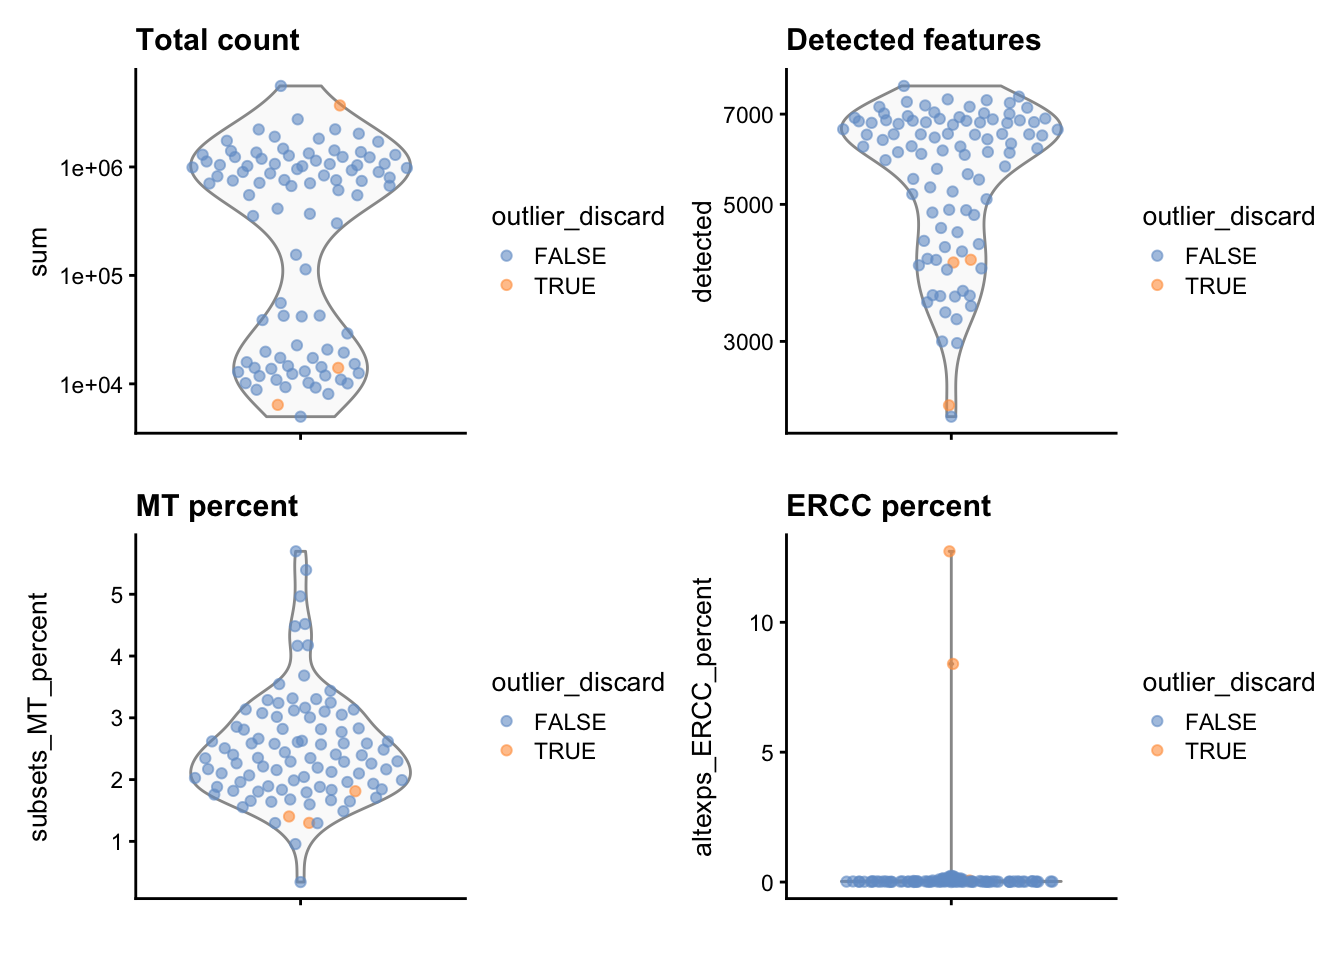 Total count
sum
1e+06
1e+05
1e+04
outlier_discard
FALSE
TRUE
Detected features
detected
7000
5000
3000
outlier_discard
FALSE
TRUE
MT percent
subsets_MT_percent
5
4
3
2
1
outlier_discard
FALSE
TRUE
ERCC percent
altexps_ERCC_percent
10
5
0
outlier_discard
FALSE
TRUE